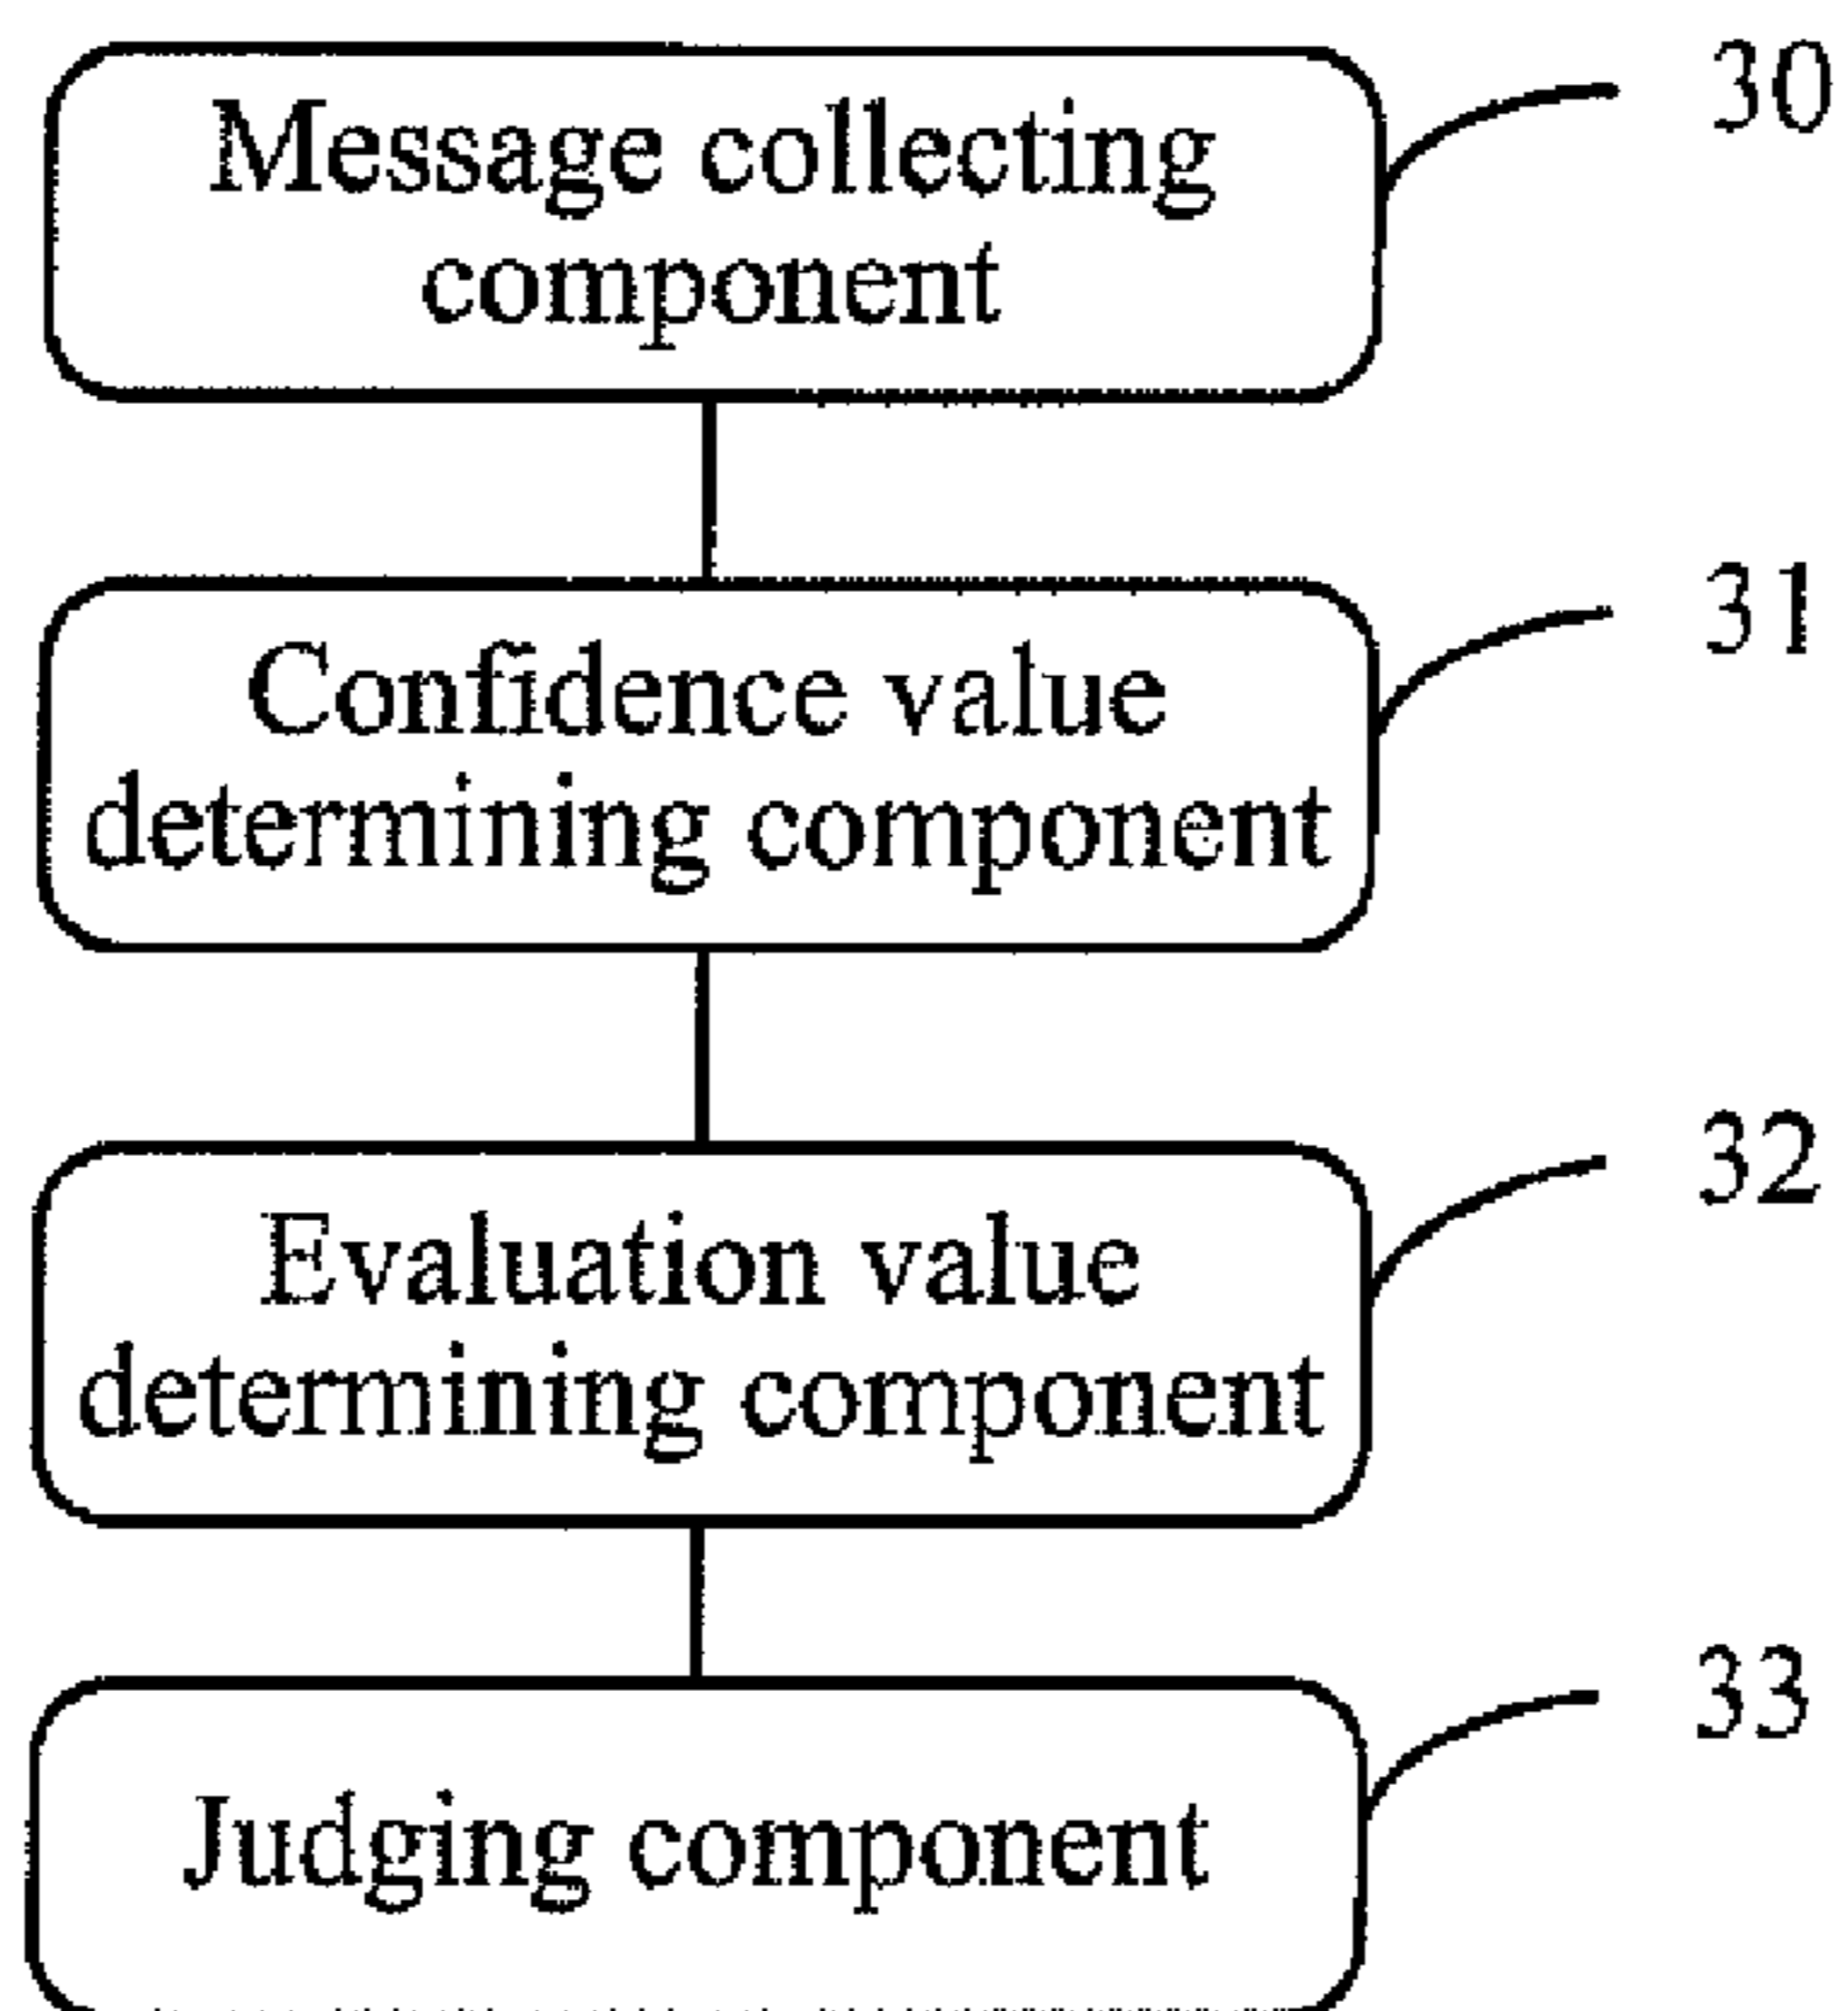 Message collecting
component
30
Confidence value
determining component
31
Evaluation value
determining component
32
Judging component
33